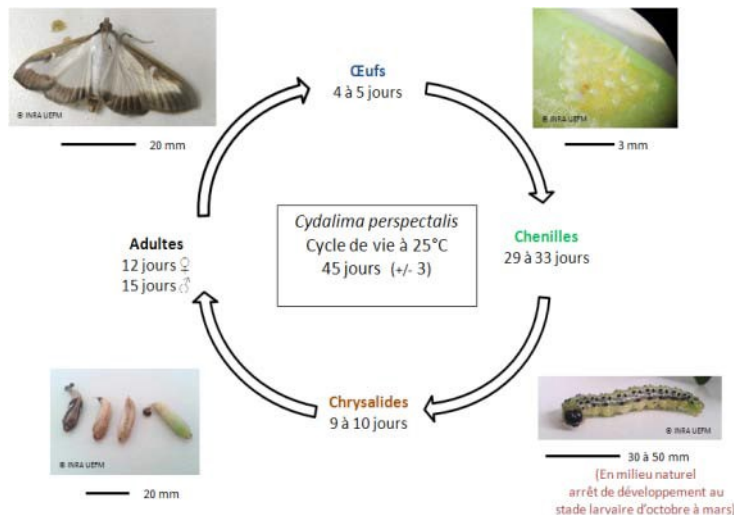 © INRA UEFM
20 mm
Œufs
4 à 5 jours
© INRA UEFM
3 mm
Cydalima perspectalis
Cycle de vie à 25°C
45 jours (+/- 3)
Chenilles
29 à 33 jours
© INRA UEFM
30 à 50 mm
(En milieu naturel
arrêt de développement au
stade larvaire d'octobre à mars)
Chrysalides
9 à 10 jours
© INRA UEFM
20 mm
Adultes
12 jours ♀
15 jours ♂